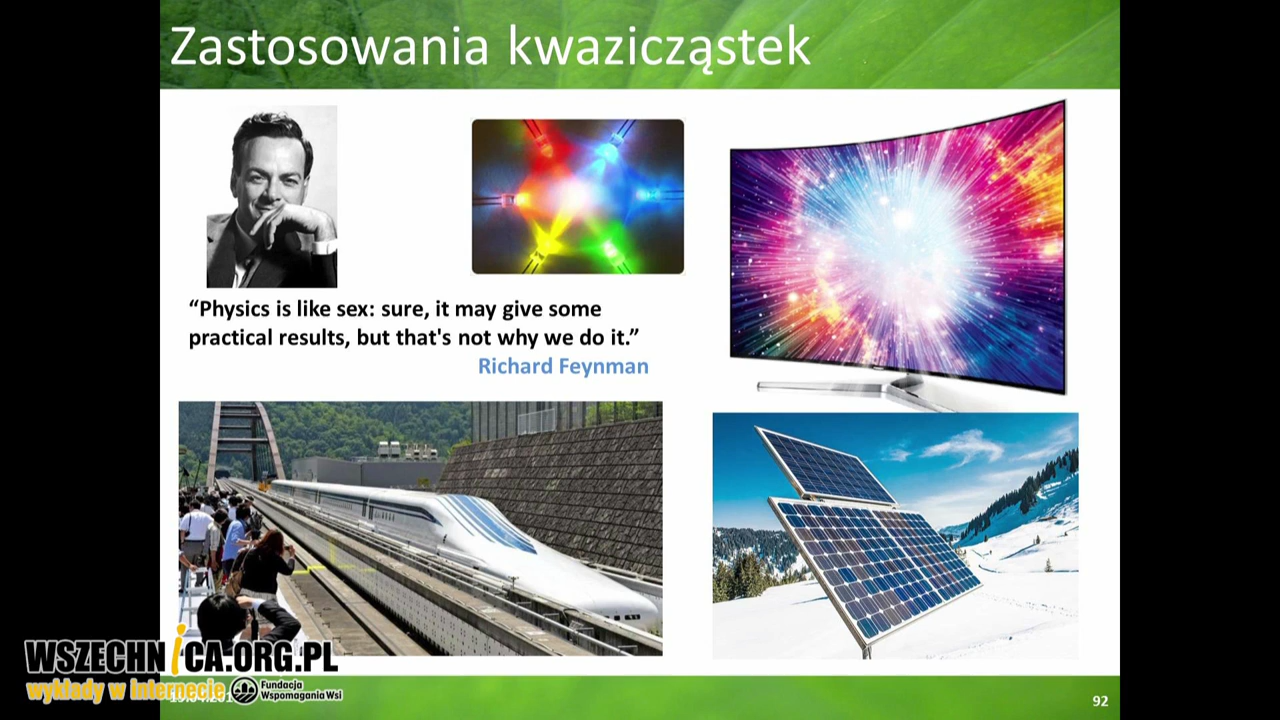 Zastosowania kwazicząstek
“Physics is like sex: sure, it may give some
practical results, but that's not why we do it.”
Richard Feynman
WSZECHNiCA.ORG.PL
wykłady w internecie
Fundacja
Wspomagania Wsi
92